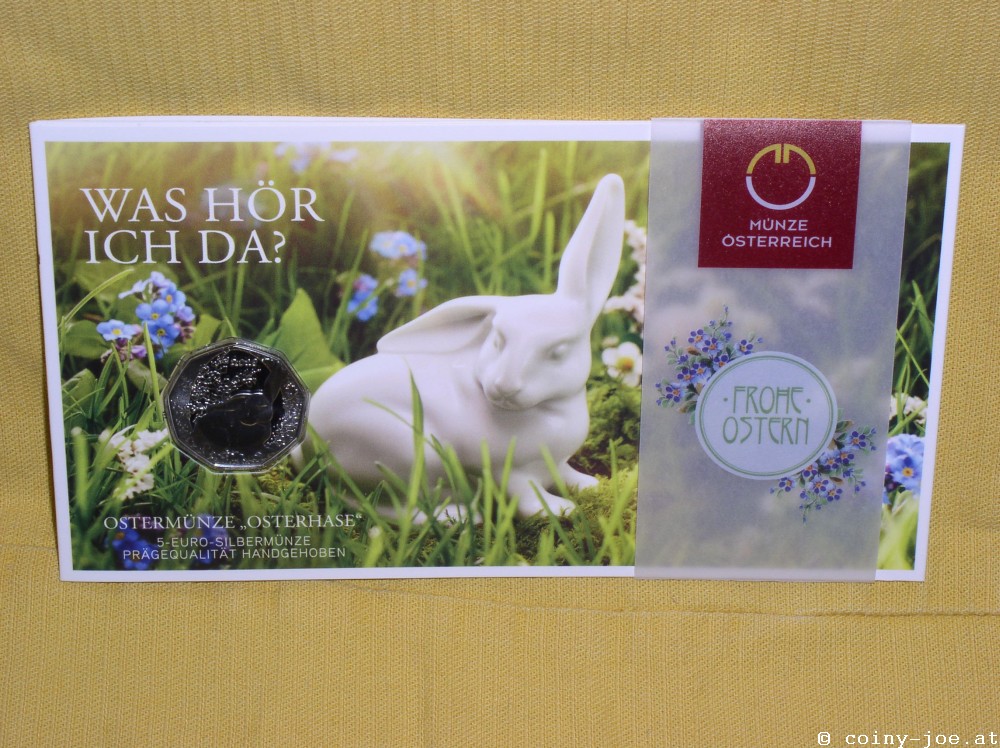 WAS HÖR
ICH DA?
OSTERMÜNZE „OSTERHASE“
5-EURO-SILBERMÜNZE
PRÄGEQUALITÄT HANDGEHOBEN
MÜNZE
ÖSTERREICH
·FROHE·
OSTERN
© coiny-joe.at